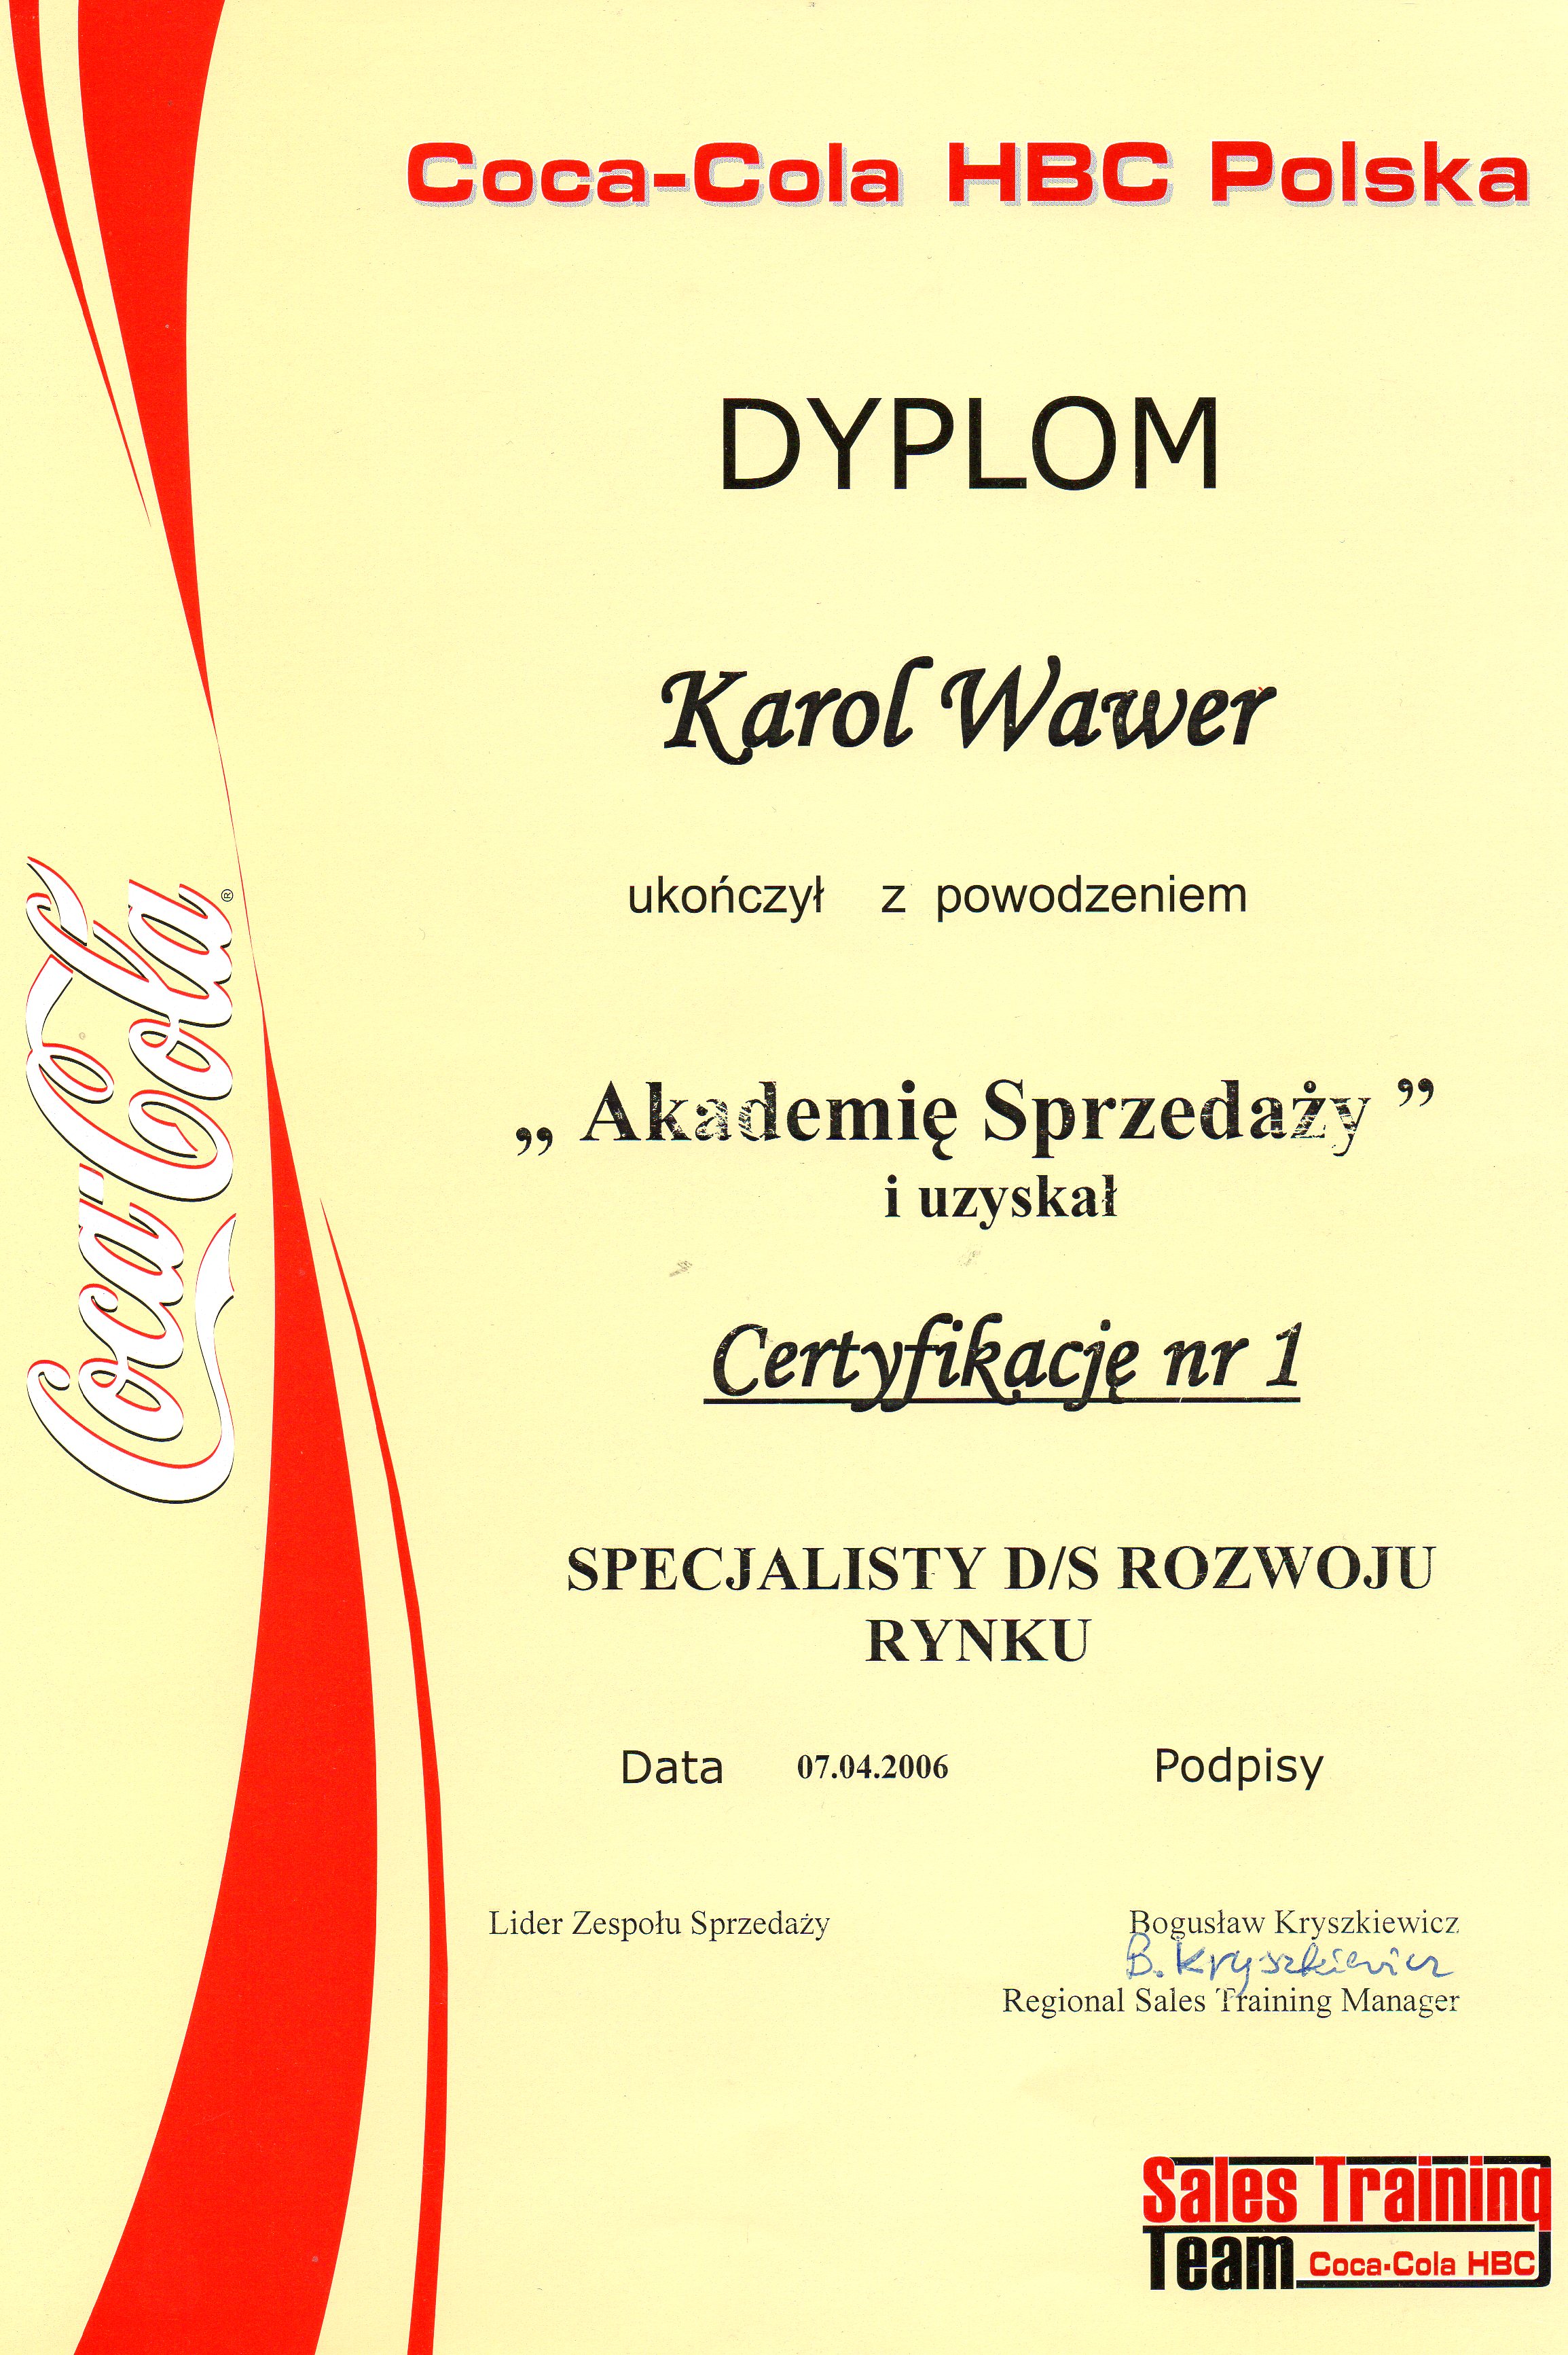 Coca-Cola HBC Polska
DYPLOM
Karol Wawer
ukończył z powodzeniem
„ Akademię Sprzedaży ”
i uzyskał
Certyfikację nr 1
SPECJALISTY D/S ROZWOJU
RYNKU
Data 07.04.2006 Podpisy
Lider Zespołu Sprzedaży
Bogusław Kryszkiewicz
B. Kryszkiewicz
Regional Sales Training Manager
Coca-Cola ®
Sales Training
Team Coca-Cola HBC